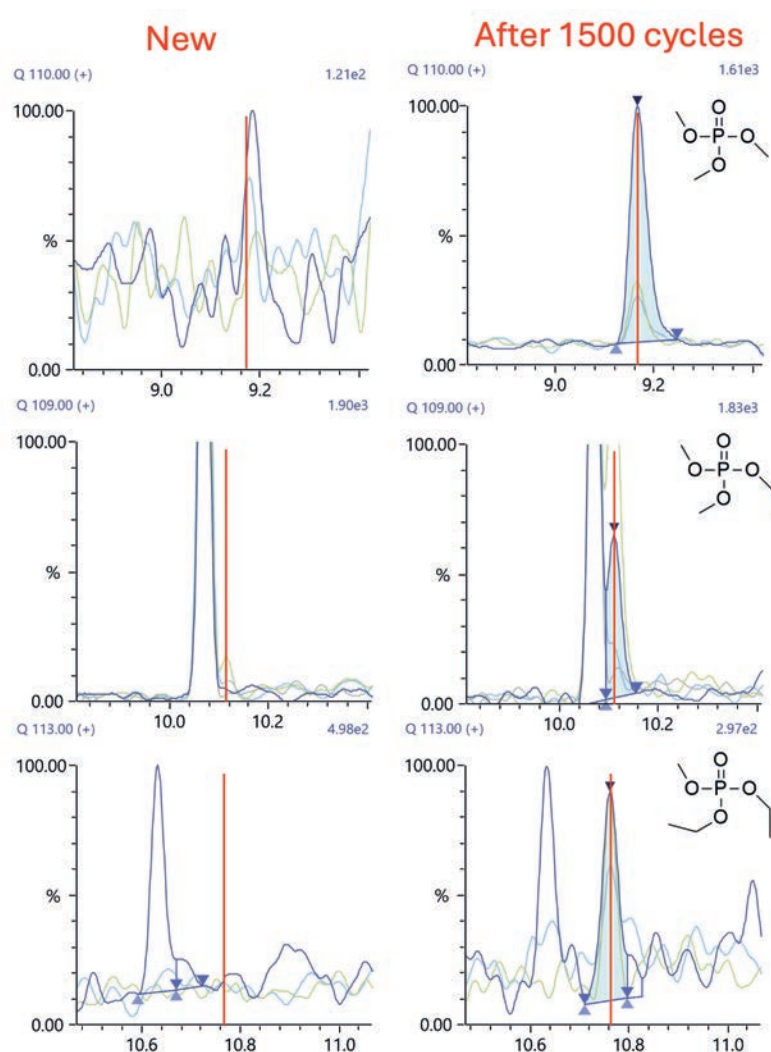 New
After 1500 cycles
Q 110.00 (+) 1.21e2
100.00
%
0.00
9.0 9.2
Q 110.00 (+) 1.61e3
100.00
%
0.00
9.0 9.2
O
O P O
O
Q 109.00 (+) 1.90e3
100.00
%
0.00
10.0 10.2
Q 109.00 (+) 1.83e3
100.00
%
0.00
10.0 10.2
O
O P O
O
Q 113.00 (+) 4.98e2
100.00
%
0.00
10.6 10.8 11.0
Q 113.00 (+) 2.97e2
100.00
%
0.00
10.6 10.8 11.0
O
O P O
O